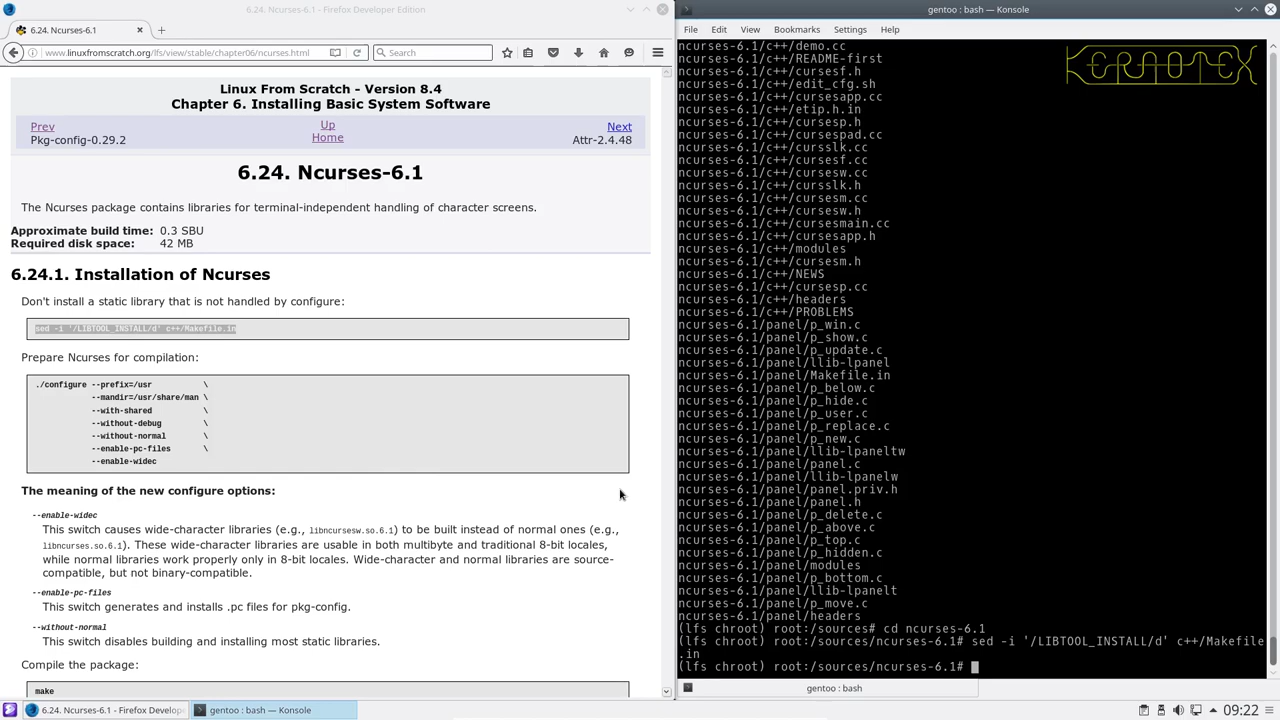 6.24. Ncurses-6.1 - Firefox Developer Edition
6.24. Ncurses-6.1
www.linuxfromscratch.org/lfs/view/stable/chapter06/ncurses.html
Search
Linux From Scratch - Version 8.4
Chapter 6. Installing Basic System Software
Prev
Up
Next
Pkg-config-0.29.2
Home
Attr-2.4.48
6.24. Ncurses-6.1
The Ncurses package contains libraries for terminal-independent handling of character screens.
Approximate build time: 0.3 SBU
Required disk space: 42 MB
6.24.1. Installation of Ncurses
Don't install a static library that is not handled by configure:
sed -i '/LIBTOOL_INSTALL/d' c++/Makefile.in
Prepare Ncurses for compilation:
./configure --prefix=/usr \
--mandir=/usr/share/man \
--with-shared \
--without-debug \
--without-normal \
--enable-pc-files \
--enable-widec
The meaning of the new configure options:
--enable-widec
This switch causes wide-character libraries (e.g., libncursesw.so.6.1) to be built instead of normal ones (e.g.,
libncurses.so.6.1). These wide-character libraries are usable in both multibyte and traditional 8-bit locales,
while normal libraries work properly only in 8-bit locales. Wide-character and normal libraries are source-
compatible, but not binary-compatible.
--enable-pc-files
This switch generates and installs .pc files for pkg-config.
--without-normal
This switch disables building and installing most static libraries.
Compile the package:
make
gentoo : bash — Konsole
File Edit View Bookmarks Settings Help
KERNOTEX
ncurses-6.1/c++/demo.cc
ncurses-6.1/c++/README-first
ncurses-6.1/c++/cursesf.h
ncurses-6.1/c++/edit_cfg.sh
ncurses-6.1/c++/cursesapp.cc
ncurses-6.1/c++/etip.h.in
ncurses-6.1/c++/cursesp.h
ncurses-6.1/c++/cursespad.cc
ncurses-6.1/c++/cursslk.cc
ncurses-6.1/c++/cursesf.cc
ncurses-6.1/c++/cursesw.cc
ncurses-6.1/c++/cursslk.h
ncurses-6.1/c++/cursesm.cc
ncurses-6.1/c++/cursesw.h
ncurses-6.1/c++/cursesmain.cc
ncurses-6.1/c++/cursesapp.h
ncurses-6.1/c++/modules
ncurses-6.1/c++/cursesm.h
ncurses-6.1/c++/NEWS
ncurses-6.1/c++/cursesp.cc
ncurses-6.1/c++/headers
ncurses-6.1/c++/PROBLEMS
ncurses-6.1/panel/p_win.c
ncurses-6.1/panel/p_show.c
ncurses-6.1/panel/p_update.c
ncurses-6.1/panel/llib-lpanel
ncurses-6.1/panel/Makefile.in
ncurses-6.1/panel/p_below.c
ncurses-6.1/panel/p_hide.c
ncurses-6.1/panel/p_user.c
ncurses-6.1/panel/p_replace.c
ncurses-6.1/panel/p_new.c
ncurses-6.1/panel/llib-lpaneltw
ncurses-6.1/panel/panel.c
ncurses-6.1/panel/llib-lpanelw
ncurses-6.1/panel/panel.priv.h
ncurses-6.1/panel/panel.h
ncurses-6.1/panel/p_delete.c
ncurses-6.1/panel/p_above.c
ncurses-6.1/panel/p_top.c
ncurses-6.1/panel/p_hidden.c
ncurses-6.1/panel/modules
ncurses-6.1/panel/p_bottom.c
ncurses-6.1/panel/llib-lpanelt
ncurses-6.1/panel/p_move.c
ncurses-6.1/panel/headers
(lfs chroot) root:/sources# cd ncurses-6.1
(lfs chroot) root:/sources/ncurses-6.1# sed -i '/LIBTOOL_INSTALL/d' c++/Makefile
.in
(lfs chroot) root:/sources/ncurses-6.1#
gentoo : bash
6.24. Ncurses-6.1 - Firefox Develope
gentoo : bash — Konsole
09:22